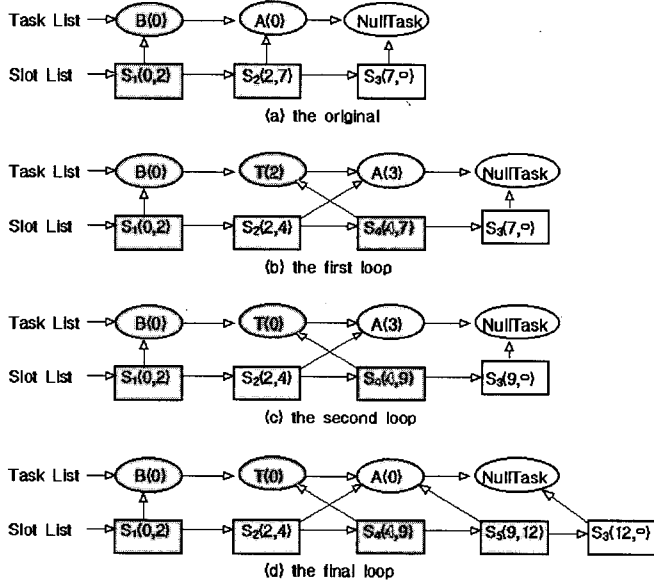 Task List B(0) A(0) NullTask
Slot List S₁(0,2) S₂(2,7) S₃(7,∞)
(a) the original
Task List B(0) T(2) A(3) NullTask
Slot List S₁(0,2) S₂(2,4) S₄(4,7) S₃(7,∞)
(b) the first loop
Task List B(0) T(0) A(3) NullTask
Slot List S₁(0,2) S₂(2,4) S₄(4,9) S₃(9,∞)
(c) the second loop
Task List B(0) T(0) A(0) NullTask
Slot List S₁(0,2) S₂(2,4) S₄(4,9) S₅(9,12) S₃(12,∞)
(d) the final loop